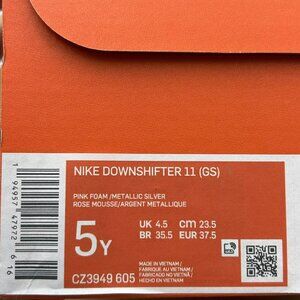 NIKE DOWNSHIFTER 11 (GS)
PINK FOAM /METALLIC SILVER
ROSE MOUSSE/ARGENT METALLIQUE
5Y
UK 4.5 cm 23.5
BR 35.5 EUR 37.5
CZ3949 605
MADE IN VIETNAM /
FABRIQUE AU VIETNAM /
FABRICADO NO VIETNÃ /
HECHO EN VIETNAM